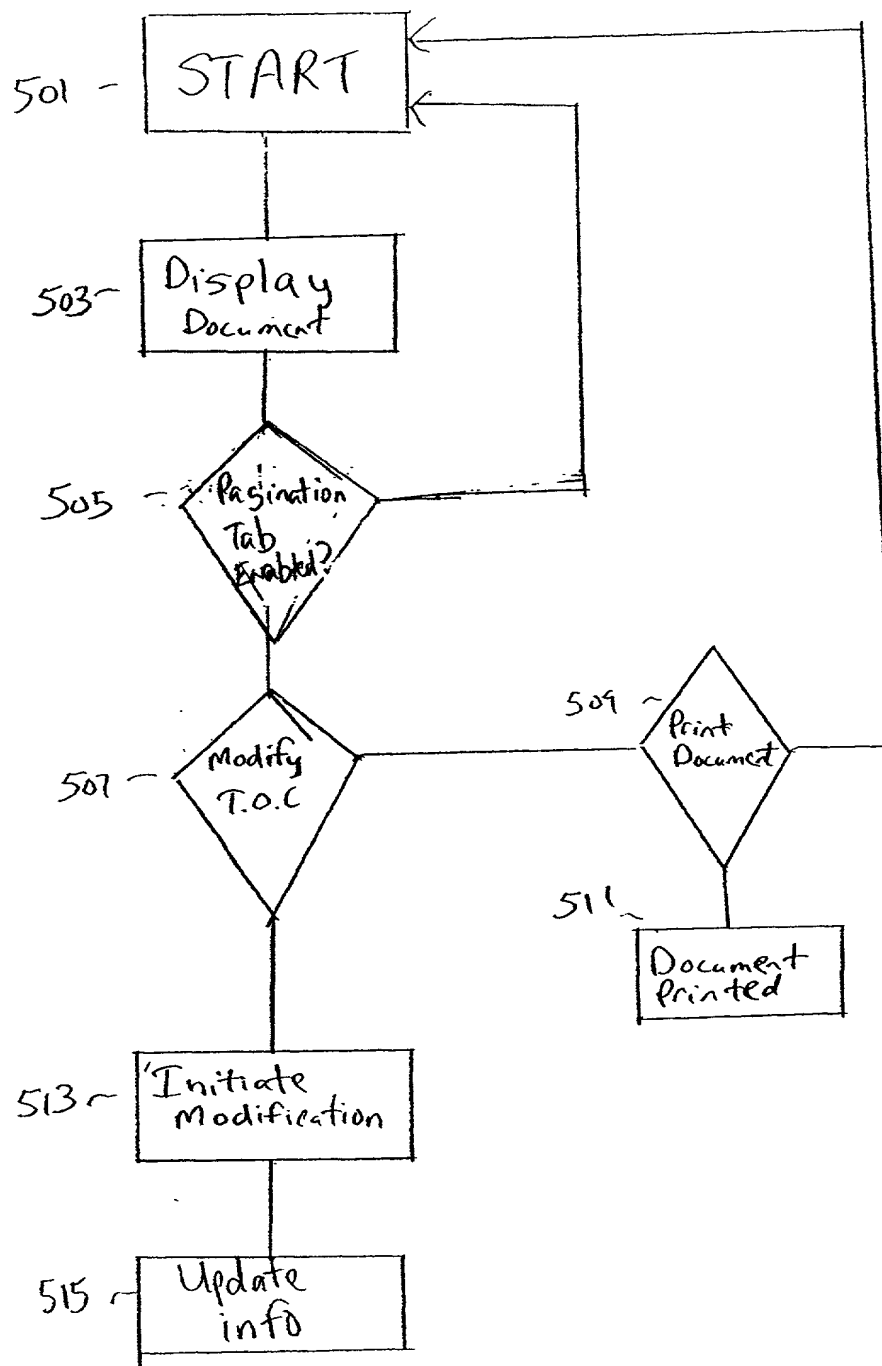 501
START
503
Display
Document
505
Pagination
Tab
Enabled?
507
Modify
T.O.C
509
Print
Document
511
Document
Printed
513
Initiate
Modification
515
Update
info